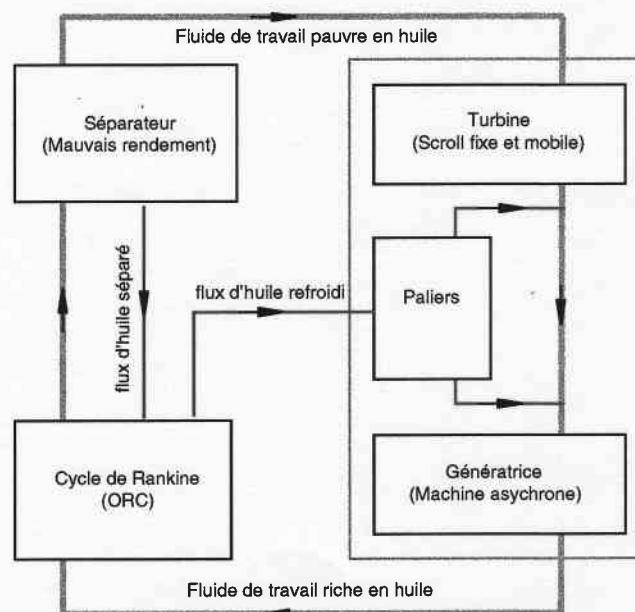 Fluide de travail pauvre en huile
Séparateur
(Mauvais rendement)
Turbine
(Scroll fixe et mobile)
flux d'huile séparé
flux d'huile refroidi
Paliers
Cycle de Rankine
(ORC)
Génératrice
(Machine asychrone)
Fluide de travail riche en huile